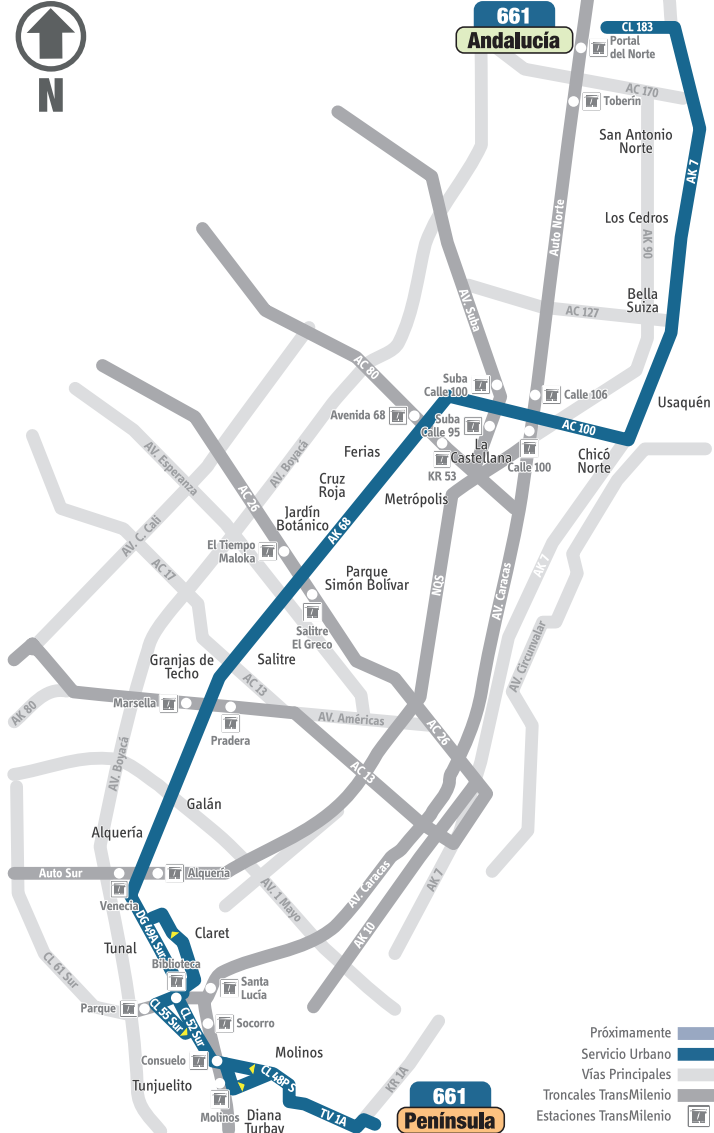 661
Andalucía
N
CL 183
Portal
del Norte
AC 170
Toberín
San Antonio
Norte
AK 7
Los Cedros
Auto Norte
AK 90
Bella
Suiza
AC 127
AV. Suba
AC 80
Suba
Calle 100
Calle 106
Usaquén
Avenida 68
Suba
Calle 95
AC 100
La
Castellana
Chicó
Norte
Calle 100
KR 53
Ferias
AV. Boyacá
AV. Esperanza
Cruz
Roja
Metrópolis
AC 26
Jardín
Botánico
AK 68
AV. C. Cali
El Tiempo
Maloka
AC 17
Parque
Simón Bolívar
NQS
AV. Caracas
AK 7
Salitre
El Greco
AV. Circunvalar
Granjas de
Techo
Salitre
AC 13
AK 80
Marsella
Pradera
AV. Américas
AC 26
AV. Boyacá
AC 13
Galán
Alquería
Auto Sur
Alquería
Venecia
AV. 1 Mayo
AV. Caracas
AK 7
AK 10
DG 49A Sur
Claret
Tunal
Biblioteca
CL 61 Sur
Santa
Lucía
Parque
CL 55 Sur
CL 52 Sur
Socorro
Consuelo
Molinos
CL 48P S
KR 1A
Tunjuelito
Molinos
Diana
Turbay
TV 1A
661
Península
Próximamente
Servicio Urbano
Vías Principales
Troncales TransMilenio
Estaciones TransMilenio